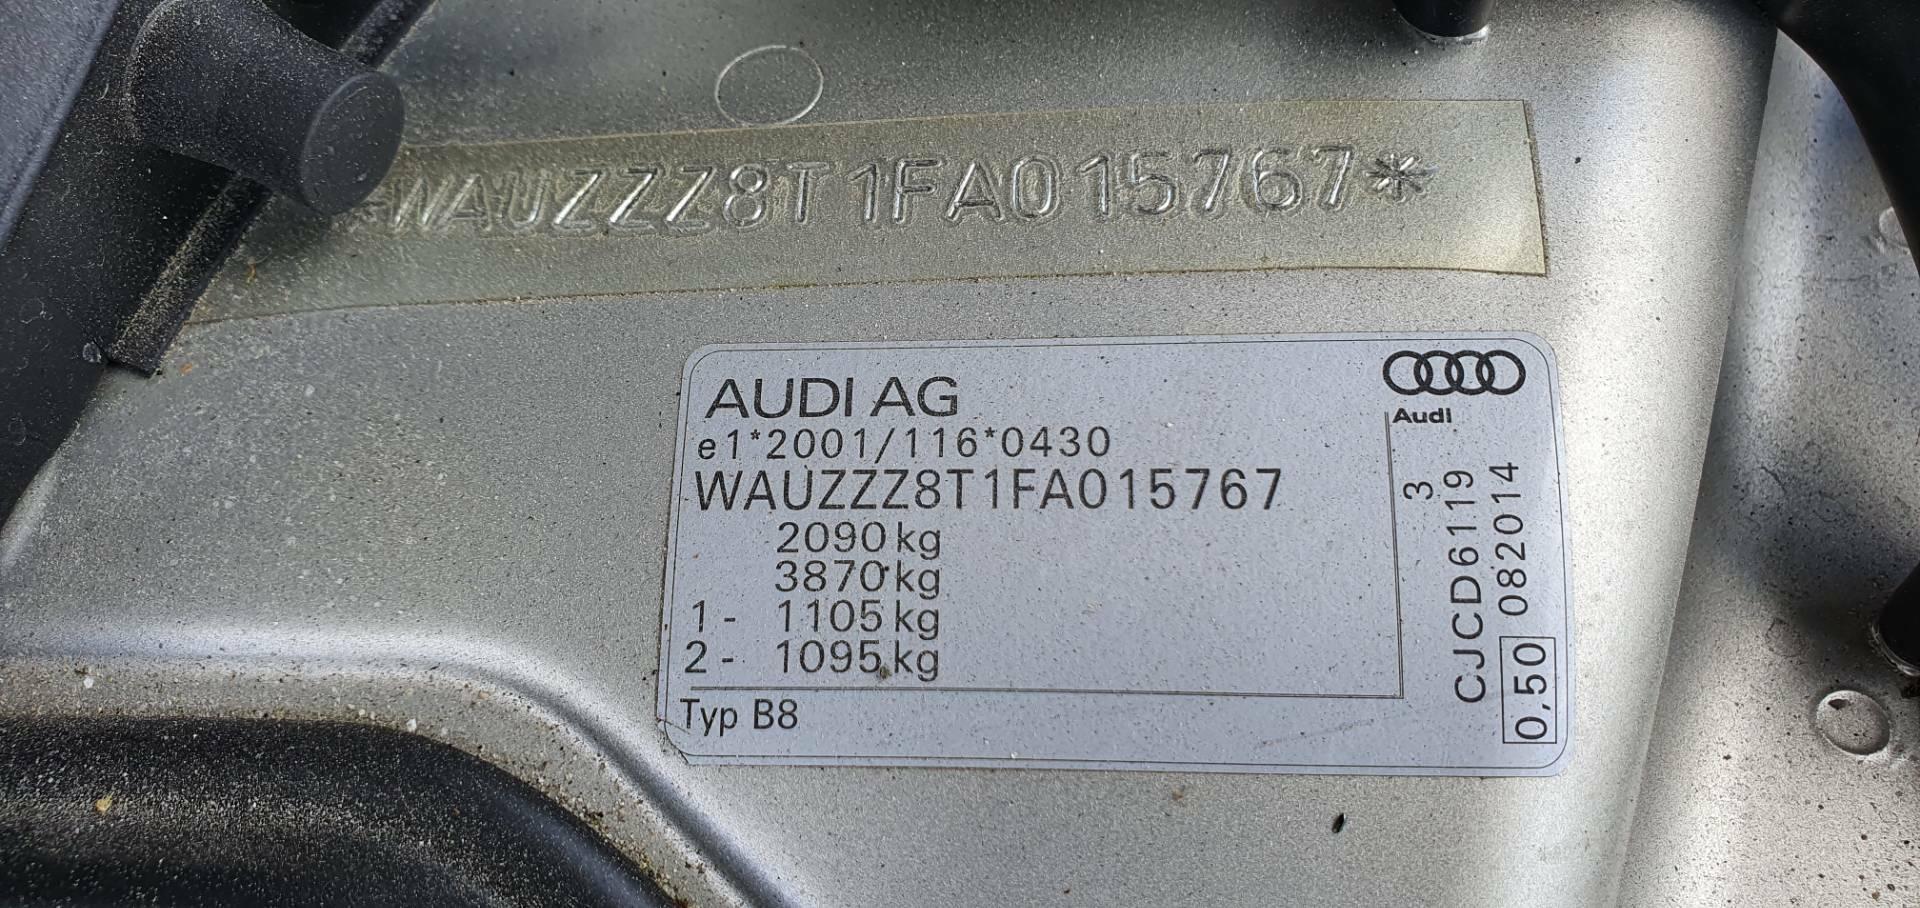 *WAUZZZ8T1FA015767*
AUDI AG
Audi
e1*2001/116*0430
WAUZZZ8T1FA015767
2090 kg
3870 kg
1- 1105 kg
2- 1095 kg
Typ B8
3
CJCD6119
0,50 082014